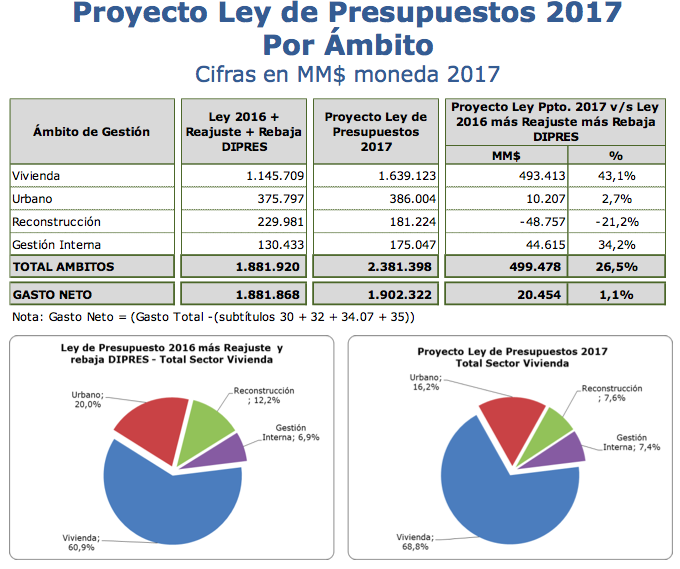 Proyecto Ley de Presupuestos 2017
Por Ámbito
Cifras en MM$ moneda 2017
Ámbito de Gestión
Ley 2016 +
Reajuste + Rebaja
DIPRES
Proyecto Ley de
Presupuestos
2017
Proyecto Ley Ppto. 2017 v/s Ley
2016 más Reajuste más Rebaja
DIPRES
MM$ %
Vivienda 1.145.709 1.639.123 493.413 43,1%
Urbano 375.797 386.004 10.207 2,7%
Reconstrucción 229.981 181.224 -48.757 -21,2%
Gestión Interna 130.433 175.047 44.615 34,2%
TOTAL AMBITOS 1.881.920 2.381.398 499.478 26,5%
GASTO NETO 1.881.868 1.902.322 20.454 1,1%
Nota: Gasto Neto = (Gasto Total -(subtítulos 30 + 32 + 34.07 + 35))
Ley de Presupuesto 2016 más Reajuste y
rebaja DIPRES - Total Sector Vivienda
Urbano;
20,0%
Reconstrucción
; 12,2%
Gestión
Interna; 6,9%
Vivienda;
60,9%
Proyecto Ley de Presupuestos 2017
Total Sector Vivienda
Urbano;
16,2%
Reconstrucción
; 7,6%
Gestión
Interna; 7,4%
Vivienda;
68,8%